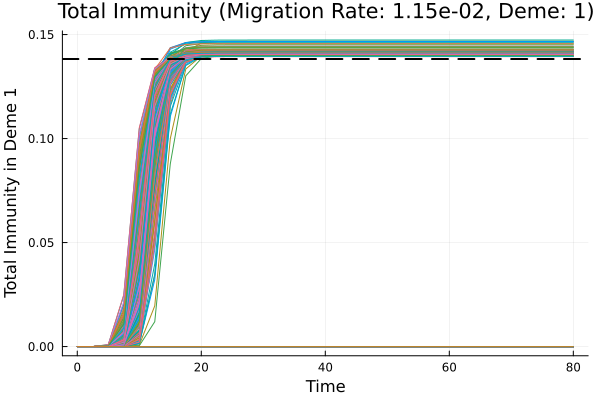 Total Immunity (Migration Rate: 1.15e-02, Deme: 1)
Total Immunity in Deme 1
0.15
0.10
0.05
0.00
0 20 40 60 80
Time